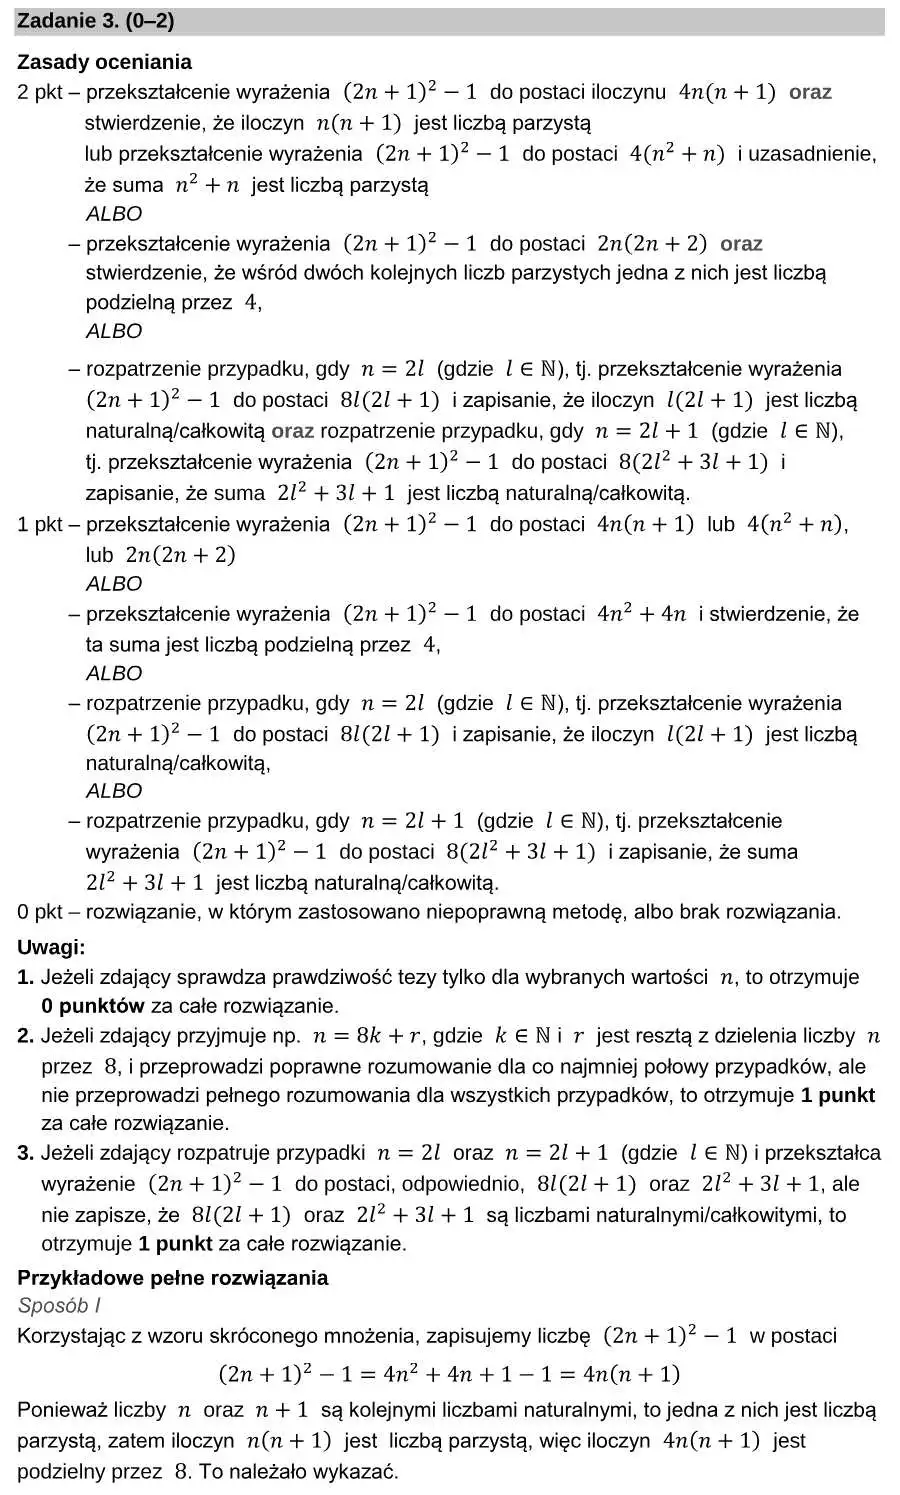 Zadanie 3. (0–2)
Zasady oceniania
2 pkt – przekształcenie wyrażenia (2n + 1)² − 1 do postaci iloczynu 4n(n + 1) oraz
stwierdzenie, że iloczyn n(n + 1) jest liczbą parzystą
lub przekształcenie wyrażenia (2n + 1)² − 1 do postaci 4(n² + n) i uzasadnienie,
że suma n² + n jest liczbą parzystą
ALBO
– przekształcenie wyrażenia (2n + 1)² − 1 do postaci 2n(2n + 2) oraz
stwierdzenie, że wśród dwóch kolejnych liczb parzystych jedna z nich jest liczbą
podzielną przez 4,
ALBO
– rozpatrzenie przypadku, gdy n = 2l (gdzie l ∈ ℕ), tj. przekształcenie wyrażenia
(2n + 1)² − 1 do postaci 8l(2l + 1) i zapisanie, że iloczyn l(2l + 1) jest liczbą
naturalną/całkowitą oraz rozpatrzenie przypadku, gdy n = 2l + 1 (gdzie l ∈ ℕ),
tj. przekształcenie wyrażenia (2n + 1)² − 1 do postaci 8(2l² + 3l + 1) i
zapisanie, że suma 2l² + 3l + 1 jest liczbą naturalną/całkowitą.
1 pkt – przekształcenie wyrażenia (2n + 1)² − 1 do postaci 4n(n + 1) lub 4(n² + n),
lub 2n(2n + 2)
ALBO
– przekształcenie wyrażenia (2n + 1)² − 1 do postaci 4n² + 4n i stwierdzenie, że
ta suma jest liczbą podzielną przez 4,
ALBO
– rozpatrzenie przypadku, gdy n = 2l (gdzie l ∈ ℕ), tj. przekształcenie wyrażenia
(2n + 1)² − 1 do postaci 8l(2l + 1) i zapisanie, że iloczyn l(2l + 1) jest liczbą
naturalną/całkowitą,
ALBO
– rozpatrzenie przypadku, gdy n = 2l + 1 (gdzie l ∈ ℕ), tj. przekształcenie
wyrażenia (2n + 1)² − 1 do postaci 8(2l² + 3l + 1) i zapisanie, że suma
2l² + 3l + 1 jest liczbą naturalną/całkowitą.
0 pkt – rozwiązanie, w którym zastosowano niepoprawną metodę, albo brak rozwiązania.
Uwagi:
1. Jeżeli zdający sprawdza prawdziwość tezy tylko dla wybranych wartości n, to otrzymuje
0 punktów za całe rozwiązanie.
2. Jeżeli zdający przyjmuje np. n = 8k + r, gdzie k ∈ ℕ i r jest resztą z dzielenia liczby n
przez 8, i przeprowadzi poprawne rozumowanie dla co najmniej połowy przypadków, ale
nie przeprowadzi pełnego rozumowania dla wszystkich przypadków, to otrzymuje 1 punkt
za całe rozwiązanie.
3. Jeżeli zdający rozpatruje przypadki n = 2l oraz n = 2l + 1 (gdzie l ∈ ℕ) i przekształca
wyrażenie (2n + 1)² − 1 do postaci, odpowiednio, 8l(2l + 1) oraz 2l² + 3l + 1, ale
nie zapisze, że 8l(2l + 1) oraz 2l² + 3l + 1 są liczbami naturalnymi/całkowitymi, to
otrzymuje 1 punkt za całe rozwiązanie.
Przykładowe pełne rozwiązania
Sposób I
Korzystając z wzoru skróconego mnożenia, zapisujemy liczbę (2n + 1)² − 1 w postaci
(2n + 1)² − 1 = 4n² + 4n + 1 − 1 = 4n(n + 1)
Ponieważ liczby n oraz n + 1 są kolejnymi liczbami naturalnymi, to jedna z nich jest liczbą
parzystą, zatem iloczyn n(n + 1) jest liczbą parzystą, więc iloczyn 4n(n + 1) jest
podzielny przez 8. To należało wykazać.